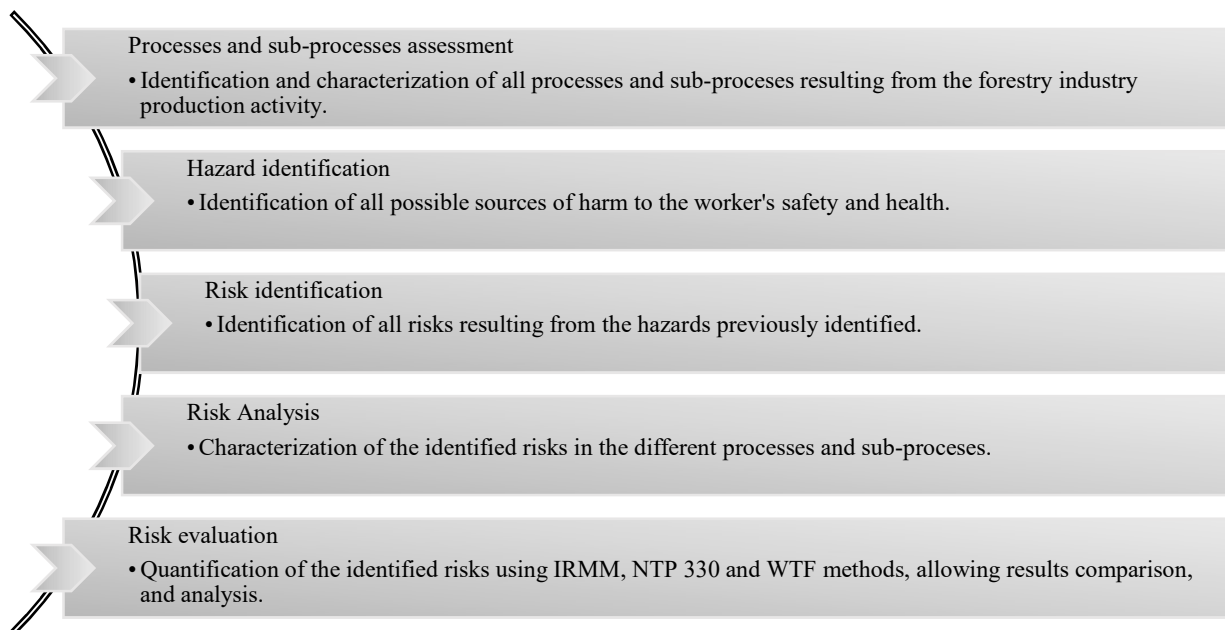 Processes and sub-processes assessment
• Identification and characterization of all processes and sub-proceses resulting from the forestry industry
production activity.
Hazard identification
• Identification of all possible sources of harm to the worker's safety and health.
Risk identification
• Identification of all risks resulting from the hazards previously identified.
Risk Analysis
• Characterization of the identified risks in the different processes and sub-proceses.
Risk evaluation
• Quantification of the identified risks using IRMM, NTP 330 and WTF methods, allowing results comparison,
and analysis.